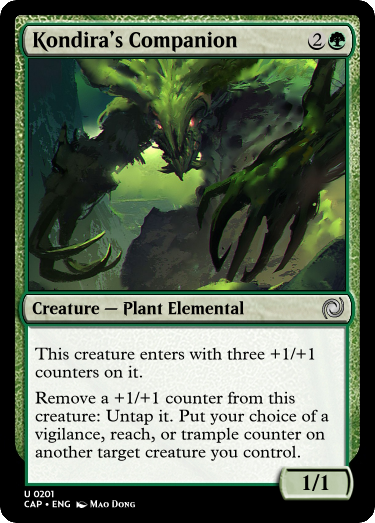 Kondira's Companion 2
Creature — Plant Elemental
This creature enters with three +1/+1
counters on it.
Remove a +1/+1 counter from this
creature: Untap it. Put your choice of a
vigilance, reach, or trample counter on
another target creature you control.
1/1
U 0201
CAP • ENG Mao Dong